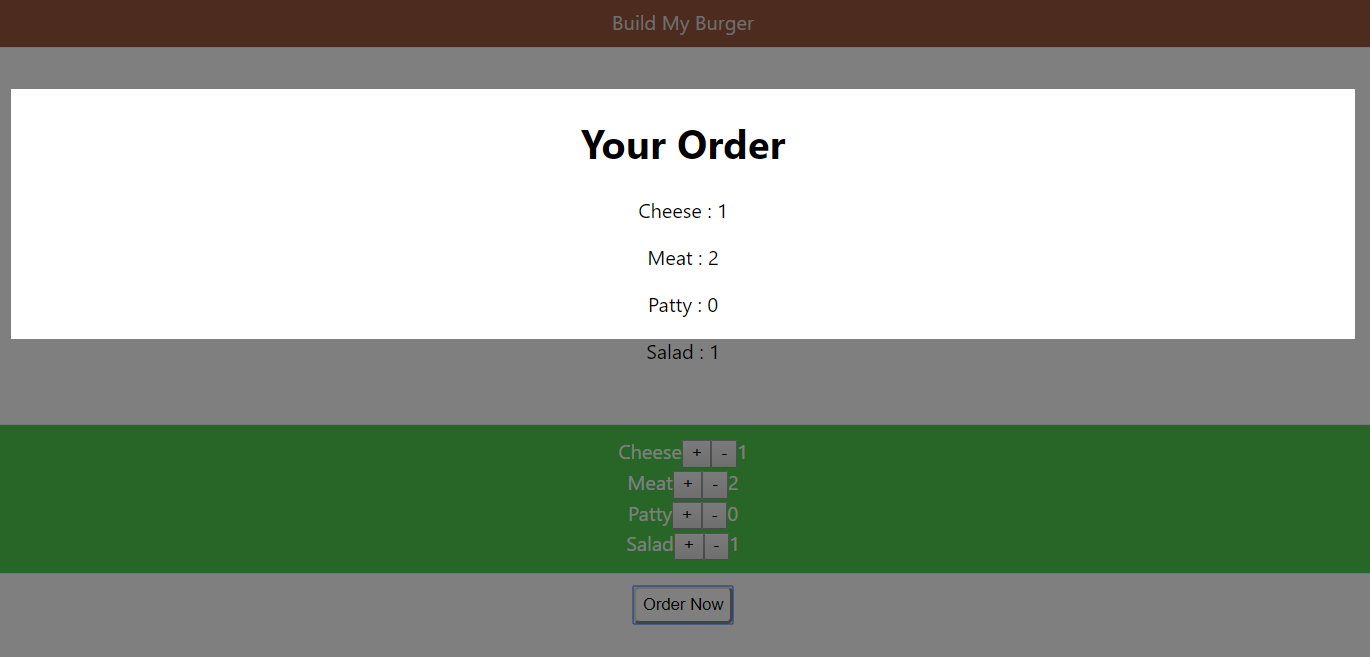 Build My Burger
Your Order
Cheese : 1
Meat : 2
Patty : 0
Salad : 1
Cheese + - 1
Meat + - 2
Patty + - 0
Salad + - 1
Order Now